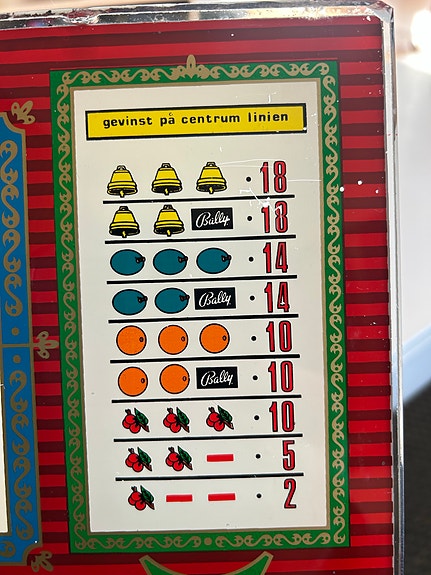 gevinst på centrum linien
· 18
Bally · 18
· 14
Bally · 14
· 10
Bally · 10
· 10
· 5
· 2